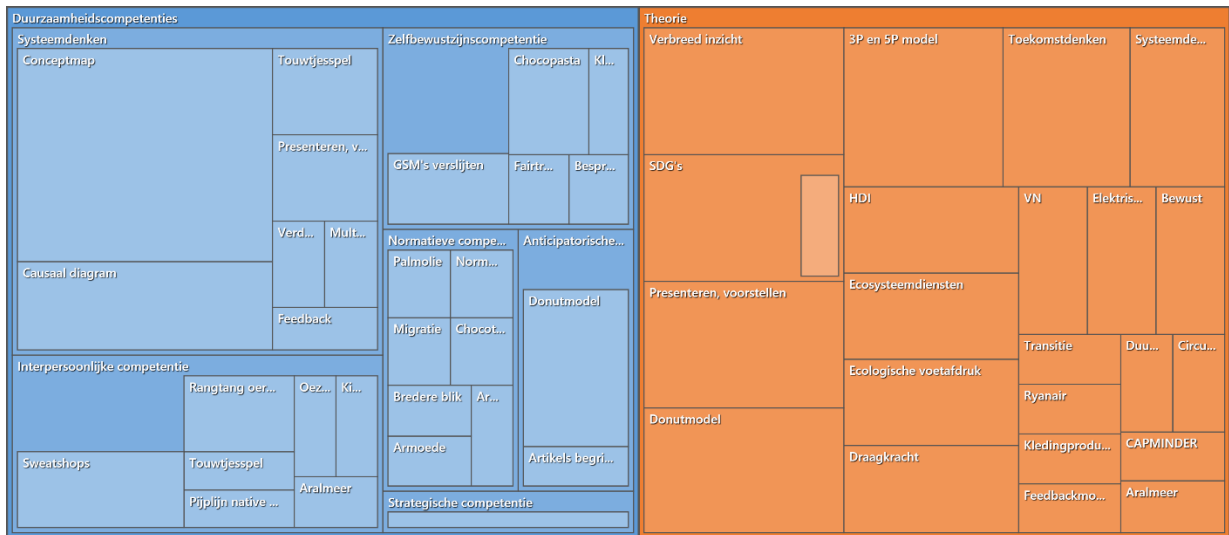 Duurzaamheidscompetenties
Systeemdenken
Conceptmap
Touwtjesspel
Presenteren, v...
Verd...
Mult...
Causaal diagram
Feedback
Interpersoonlijke competentie
Rangtang oer...
Oez...
Ki...
Sweatshops
Touwtjesspel
Pijplijn native ...
Aralmeer
Zelfbewustzijnscompetentie
Chocopasta
Kl...
GSM's verslijten
Fairtr...
Bespr...
Normatieve compe...
Palmolie
Norm...
Migratie
Chocot...
Bredere blik
Ar...
Armoede
Anticipatorische...
Donutmodel
Artikels begri...
Strategische competentie
Theorie
Verbreed inzicht
SDG's
Presenteren, voorstellen
Donutmodel
3P en 5P model
Toekomstdenken
Systeemde...
HDI
Ecosysteemdiensten
Ecologische voetafdruk
Draagkracht
VN
Elektris...
Bewust
Transitie
Ryanair
Kledingprodu...
Feedbackmo...
Duu...
Circu...
CAPMINDER
Aralmeer